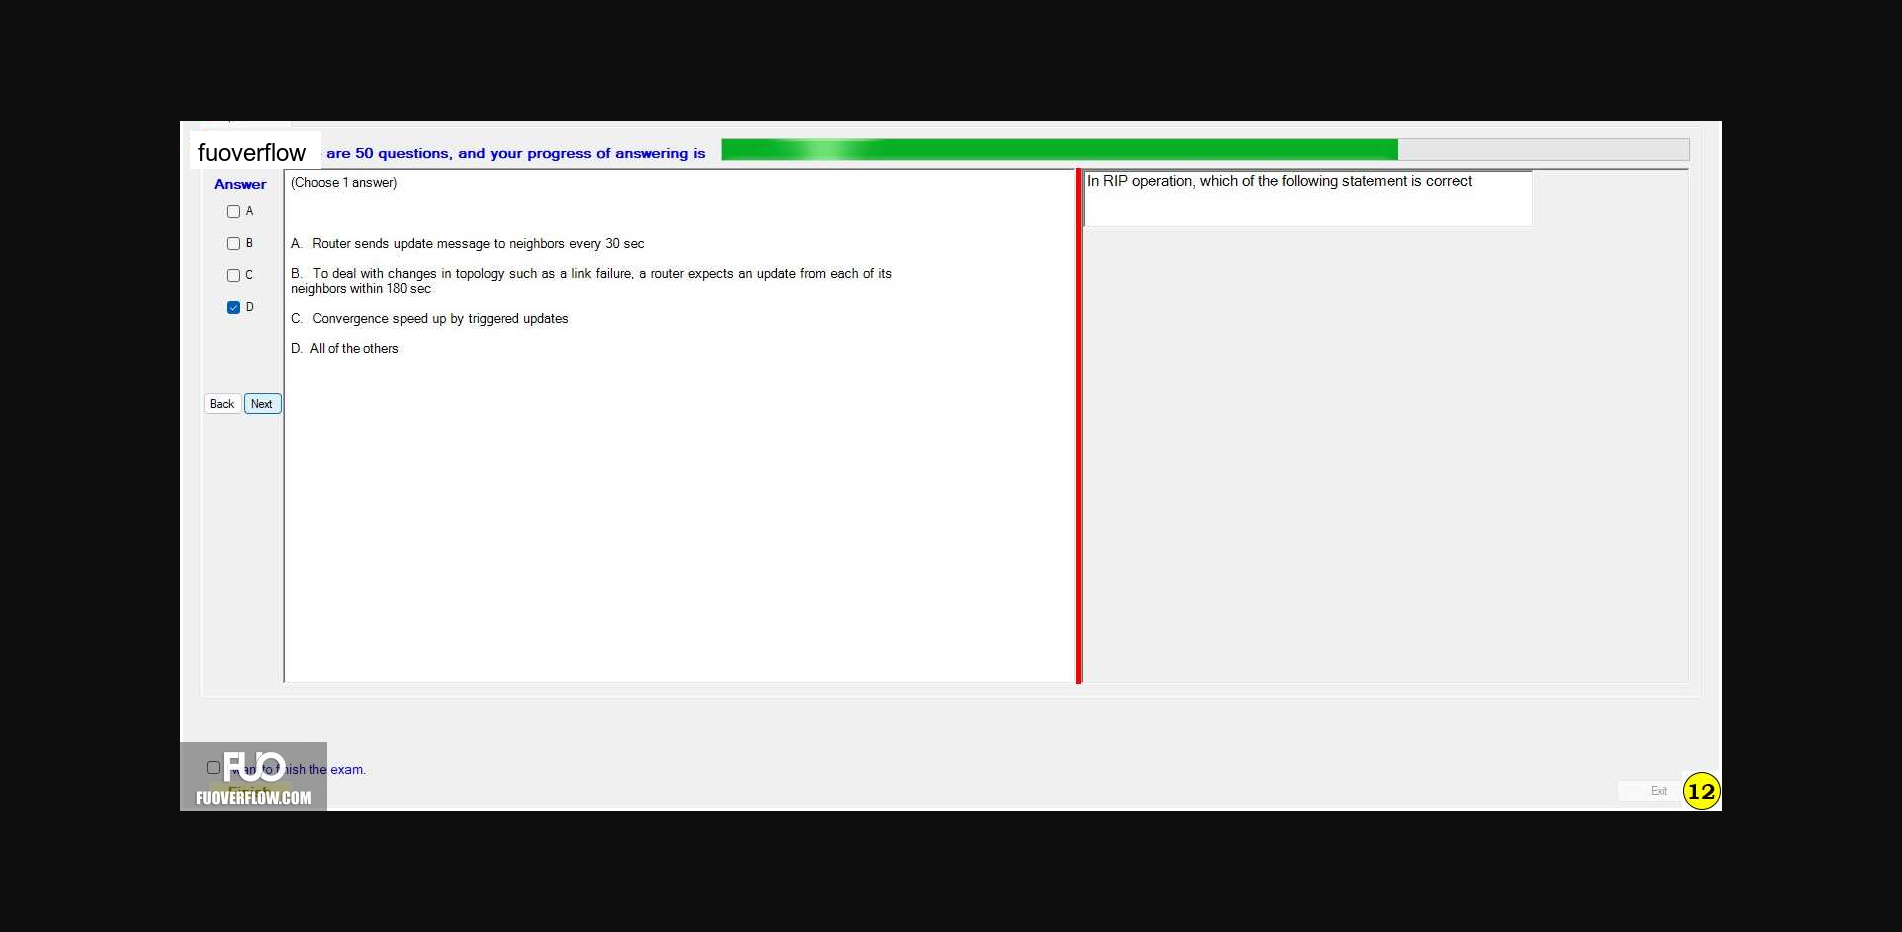 fuoverflow are 50 questions, and your progress of answering is
Answer
(Choose 1 answer)
In RIP operation, which of the following statement is correct
A
B
C
D
A. Router sends update message to neighbors every 30 sec
B. To deal with changes in topology such as a link failure, a router expects an update from each of its
neighbors within 180 sec
C. Convergence speed up by triggered updates
D. All of the others
Back Next
FUO
want to finish the exam.
Finish
FUOVERFLOW.COM
Exit
12